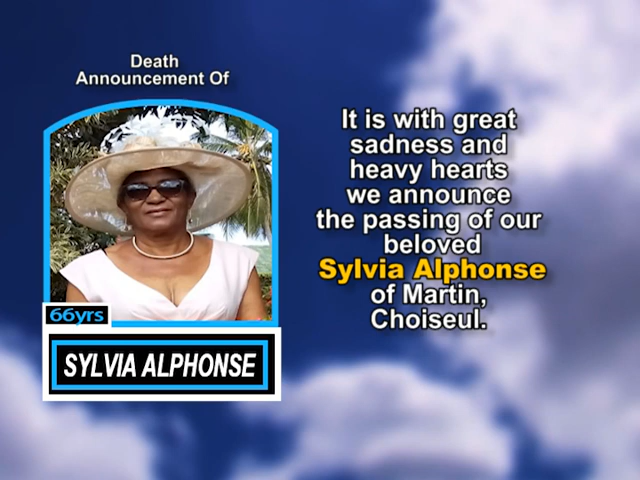 Death
Announcement Of
66yrs
SYLVIA ALPHONSE
It is with great
sadness and
heavy hearts
we announce
the passing of our
beloved
Sylvia Alphonse
of Martin,
Choiseul.